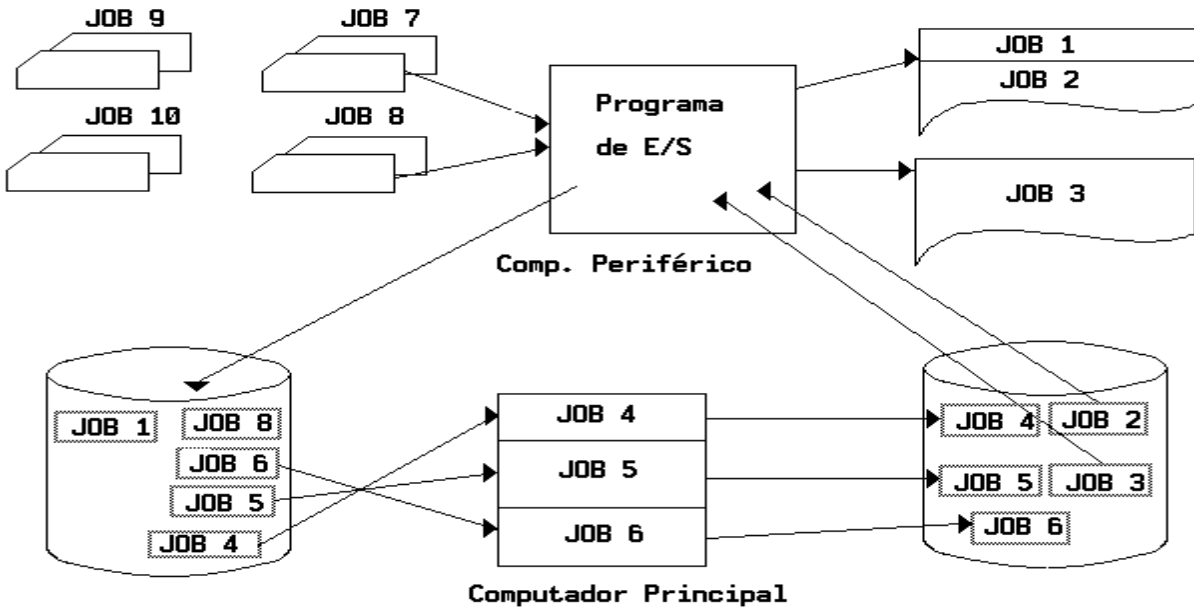 JOB 9
JOB 7
JOB 10
JOB 8
Programa
de E/S
JOB 1
JOB 2
JOB 3
Comp. Periférico
JOB 1
JOB 8
JOB 6
JOB 5
JOB 4
JOB 4
JOB 5
JOB 6
JOB 4
JOB 2
JOB 5
JOB 3
JOB 6
Computador Principal